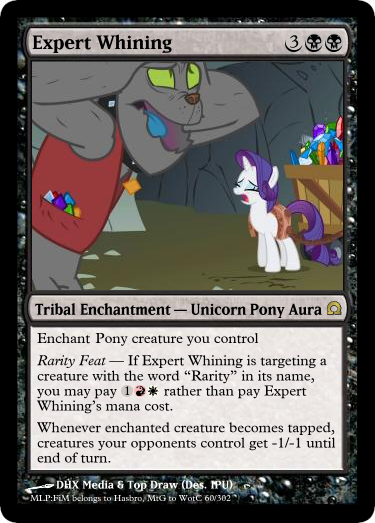 Expert Whining 3
Tribal Enchantment — Unicorn Pony Aura
Enchant Pony creature you control
Rarity Feat — If Expert Whining is targeting a
creature with the word “Rarity” in its name,
you may pay 1 rather than pay Expert
Whining's mana cost.
Whenever enchanted creature becomes tapped,
creatures your opponents control get -1/-1 until
end of turn.
DHX Media & Top Draw (Des. IPU)
MLP:FiM belongs to Hasbro, MtG to WotC 60/302